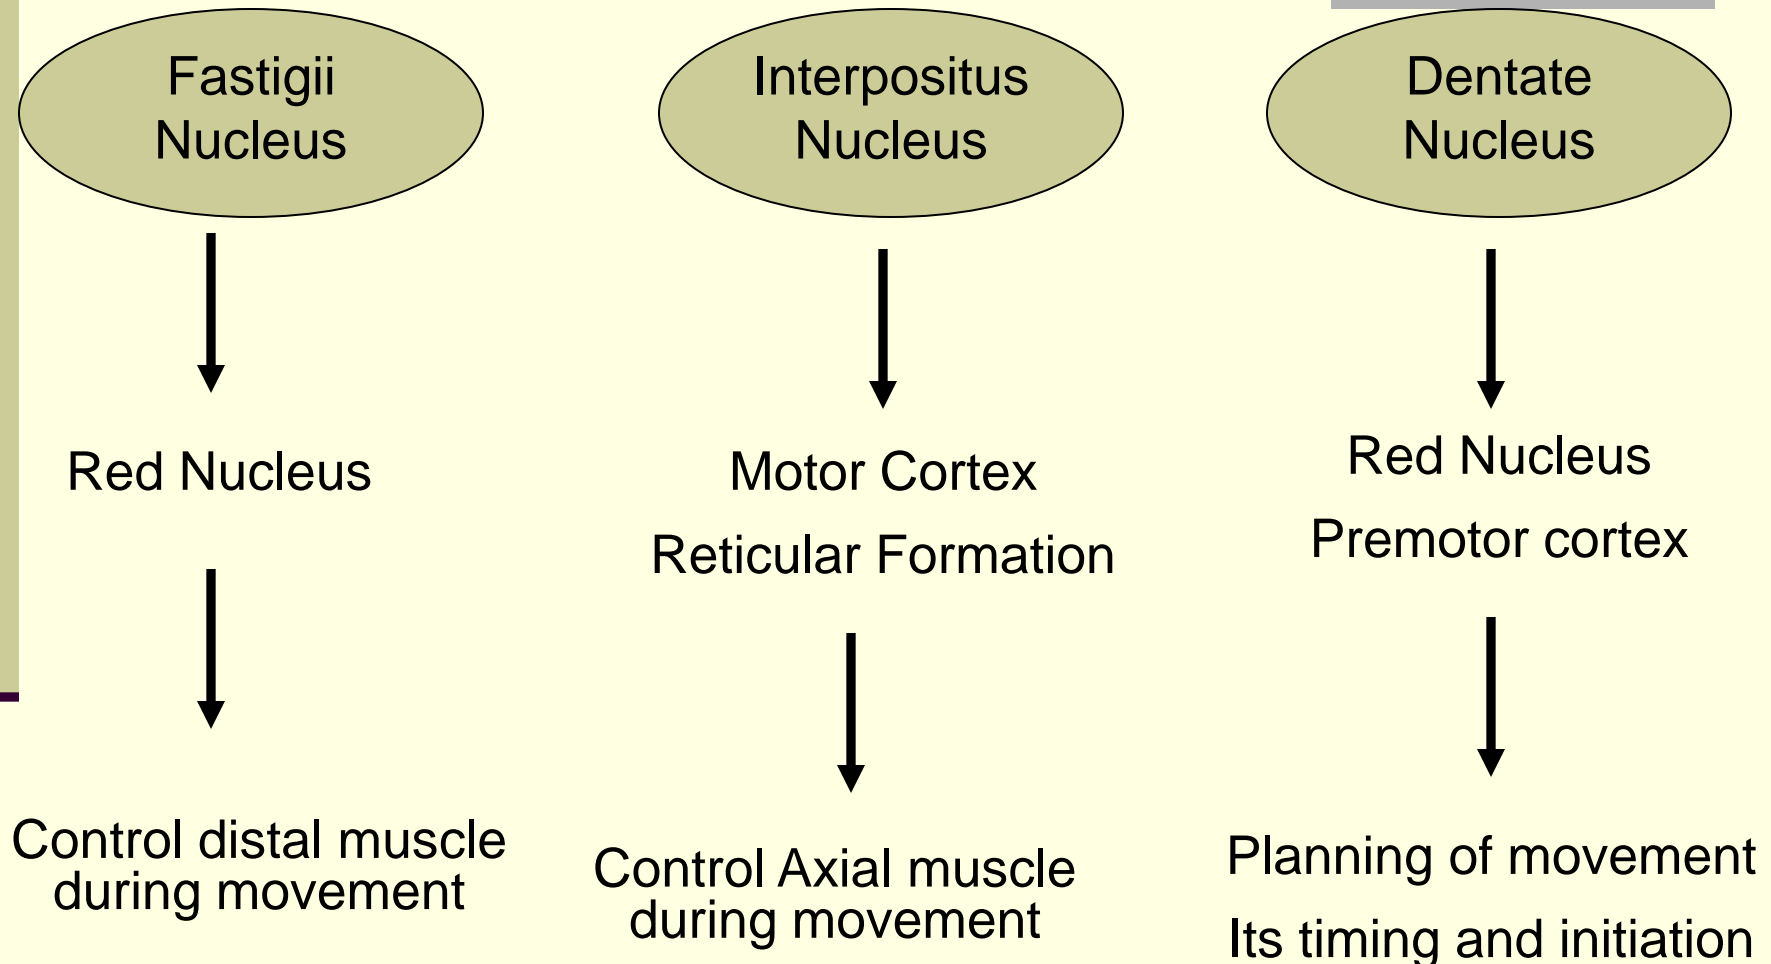 Fastigii
Nucleus
Interpositus
Nucleus
Dentate
Nucleus
Red Nucleus
Motor Cortex
Reticular Formation
Red Nucleus
Premotor cortex
Control distal muscle
during movement
Control Axial muscle
during movement
Planning of movement
Its timing and initiation